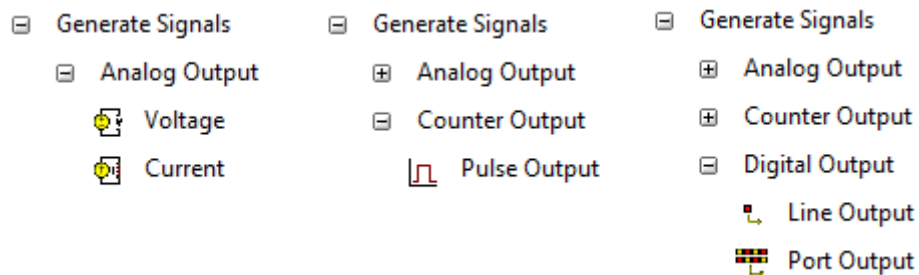 Generate Signals
Analog Output
Voltage
Current
Generate Signals
Analog Output
Counter Output
Pulse Output
Generate Signals
Analog Output
Counter Output
Digital Output
Line Output
Port Output